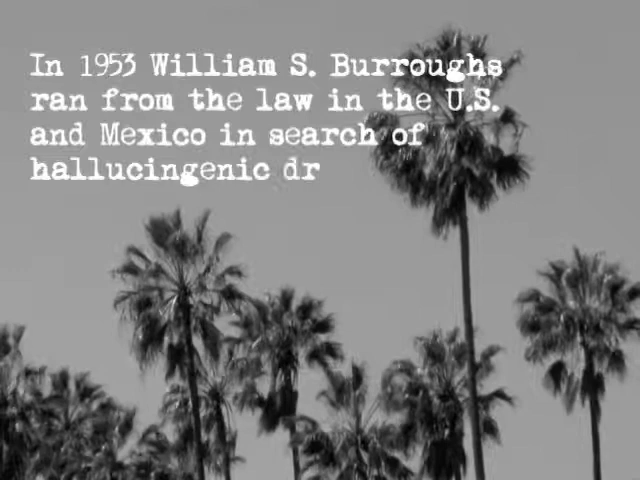 In 1953 William S. Burroughs
ran from the law in the U.S.
and Mexico in search of
hallucingenic dr